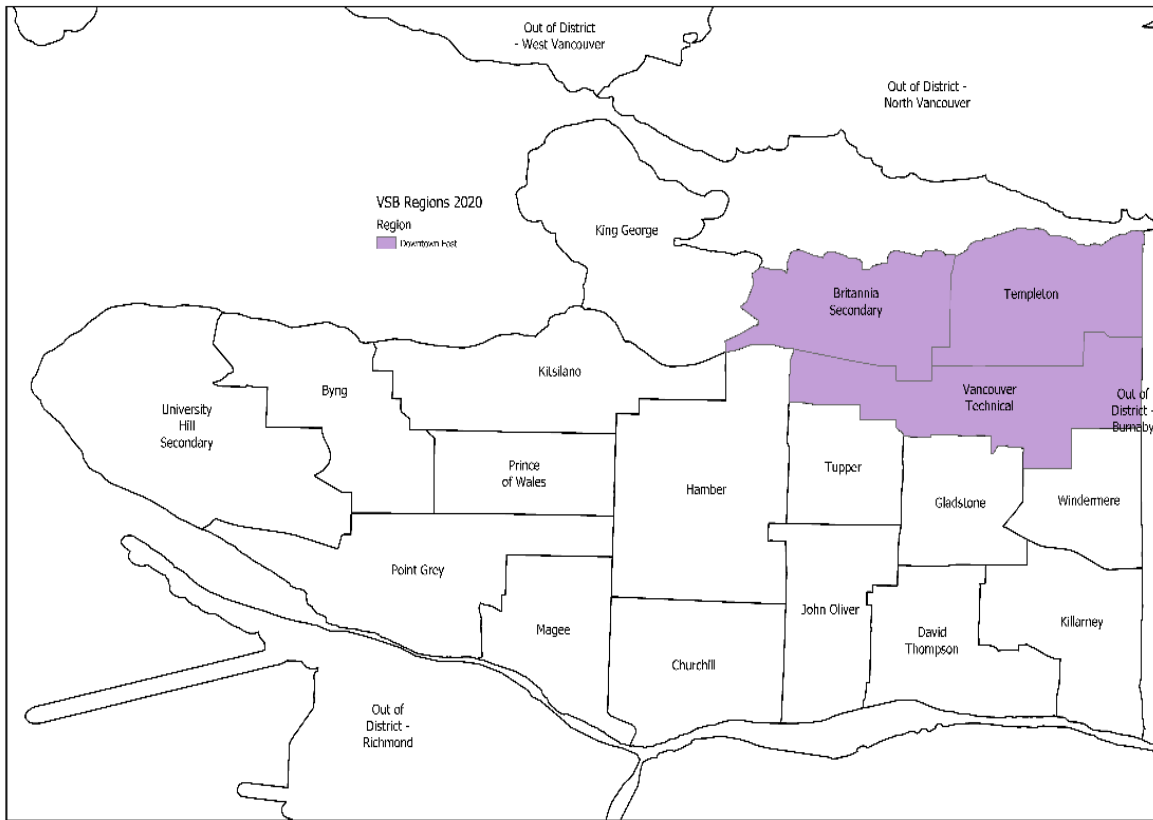 Out of District
- West Vancouver
Out of District -
North Vancouver
VSB Regions 2020
Region
Downtown East
King George
Britannia
Secondary
Templeton
Kitsilano
Byng
Vancouver
Technical
Out of
District -
Burnaby
University
Hill
Secondary
Prince
of Wales
Hamber
Tupper
Gladstone
Windermere
Point Grey
Magee
John Oliver
David
Thompson
Killarney
Churchill
Out of
District -
Richmond